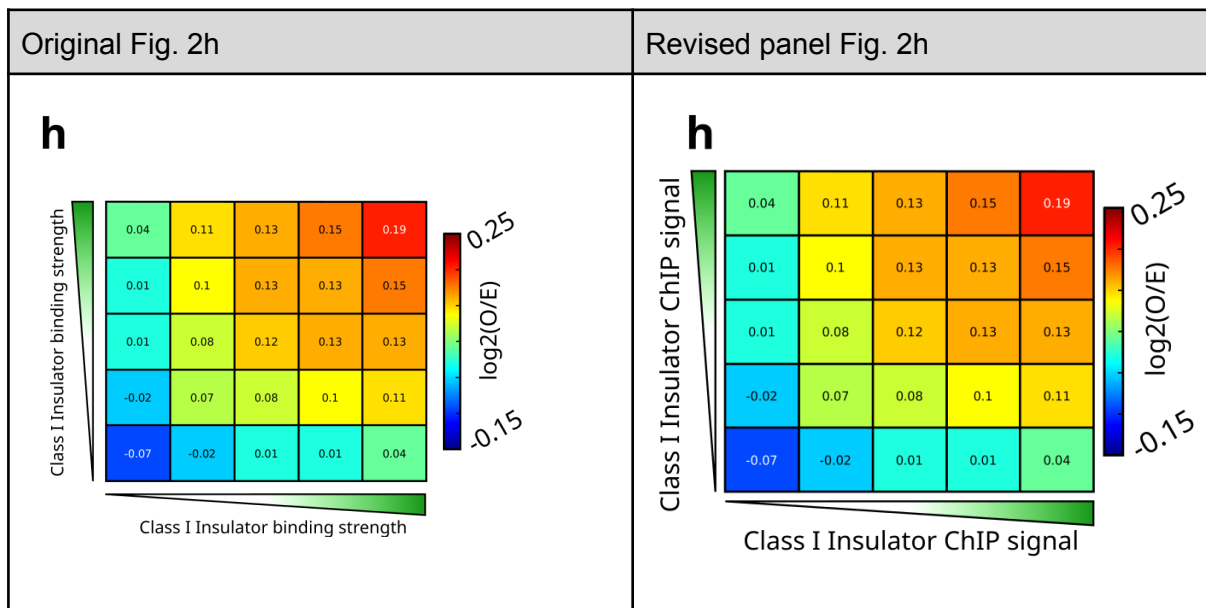 Original Fig. 2h
Revised panel Fig. 2h
h
Class I Insulator binding strength
0.04 0.11 0.13 0.15 0.19
0.01 0.1 0.13 0.13 0.15
0.01 0.08 0.12 0.13 0.13
-0.02 0.07 0.08 0.1 0.11
-0.07 -0.02 0.01 0.01 0.04
Class I Insulator binding strength
0.25
log2(O/E)
-0.15
h
Class I Insulator ChIP signal
0.04 0.11 0.13 0.15 0.19
0.01 0.1 0.13 0.13 0.15
0.01 0.08 0.12 0.13 0.13
-0.02 0.07 0.08 0.1 0.11
-0.07 -0.02 0.01 0.01 0.04
Class I Insulator ChIP signal
0.25
log2(O/E)
-0.15